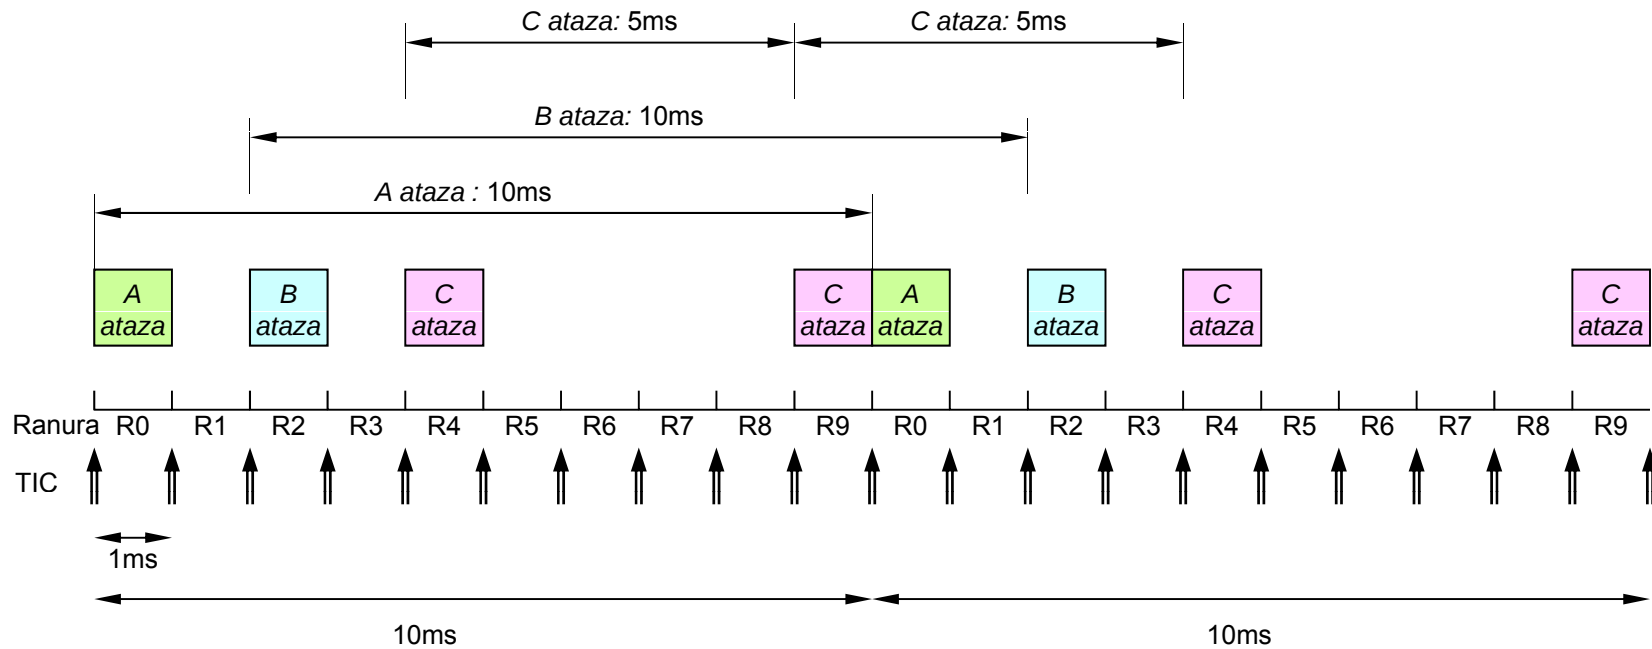 C ataza: 5ms
C ataza: 5ms
B ataza: 10ms
A ataza : 10ms
A ataza
B ataza
C ataza
C ataza
A ataza
B ataza
C ataza
C ataza
Ranura R0 R1 R2 R3 R4 R5 R6 R7 R8 R9 R0 R1 R2 R3 R4 R5 R6 R7 R8 R9
TIC
1ms
10ms
10ms